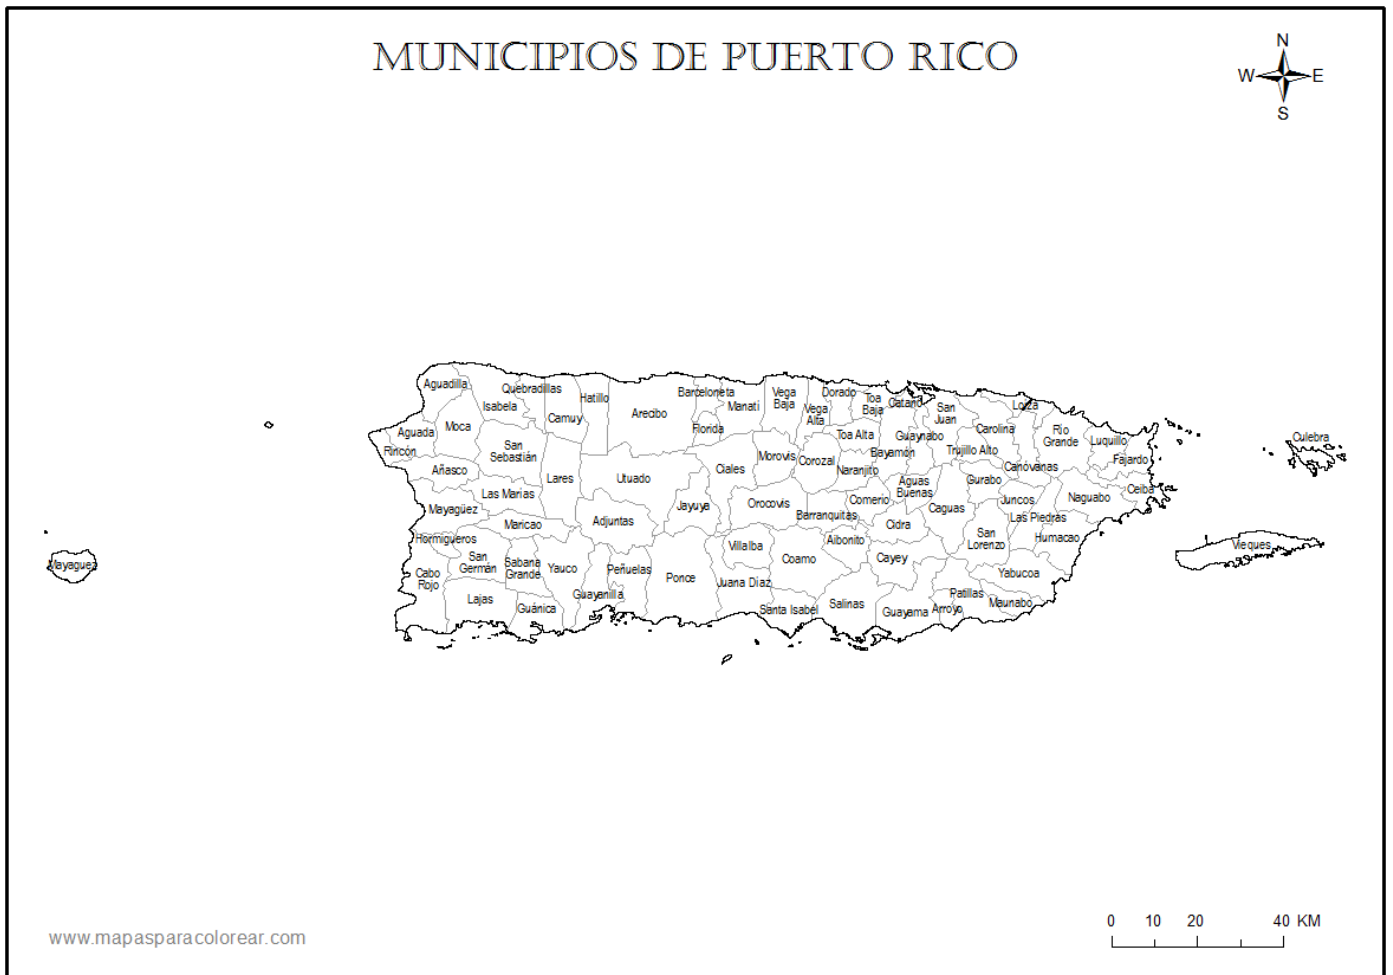 MUNICIPIOS DE PUERTO RICO
N
W E
S
Aguadilla
Quebradillas
Isabela
Hatillo
Camuy
Arecibo
Barceloneta
Manatí
Florida
Vega
Baja
Vega
Alta
Dorado
Toa
Baja
Cataño
San
Juan
Loíza
Moca
Aguada
Rincón
San
Sebastián
Toa Alta
Guaynabo
Bayamón
Carolina
Trujillo Alto
Río
Grande
Luquillo
Fajardo
Culebra
Añasco
Lares
Utuado
Ciales
Morovis
Corozal
Naranjito
Canóvanas
Gurabo
Aguas
Buenas
Ceiba
Las Marías
Mayagüez
Maricao
Adjuntas
Jayuya
Orocovis
Barranquitas
Comerío
Caguas
Juncos
Naguabo
Las Piedras
Cidra
Hormigueros
San
Germán
Sabana
Grande
Yauco
Peñuelas
Ponce
Villalba
Coamo
Aibonito
Cayey
San
Lorenzo
Humacao
Vieques
Mayaguez
Cabo
Rojo
Lajas
Guánica
Guayanilla
Juana Díaz
Santa Isabel
Salinas
Guayama
Arroyo
Patillas
Maunabo
Yabucoa
0 10 20 40 KM
www.mapasparacolorear.com